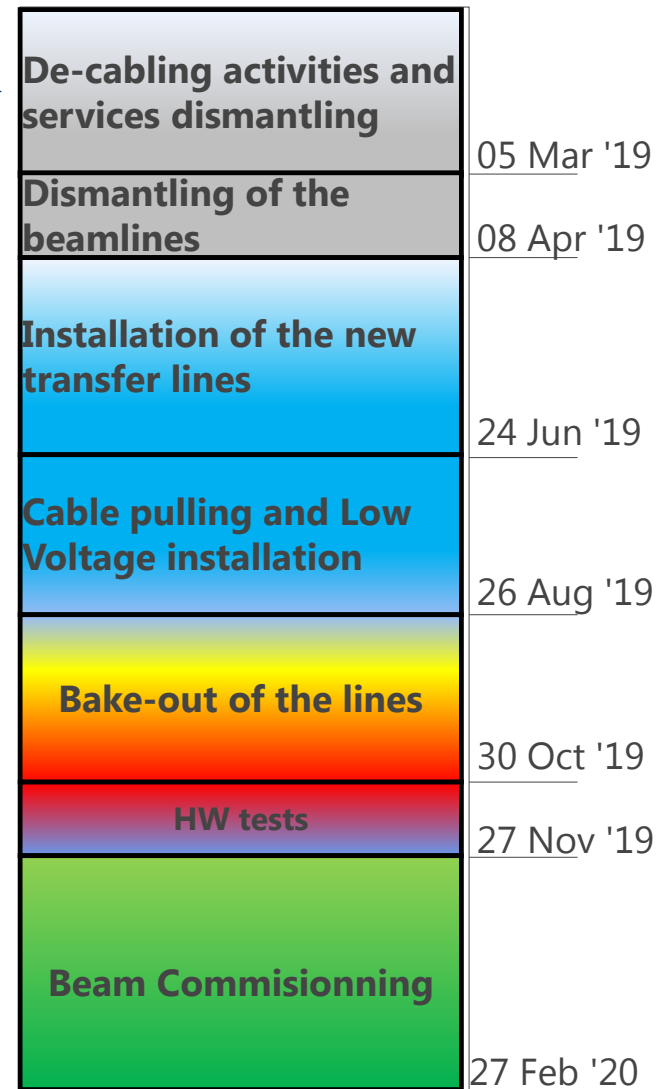 De-cabling activities and
services dismantling
05 Mar '19
Dismantling of the
beamlines
08 Apr '19
Installation of the new
transfer lines
24 Jun '19
Cable pulling and Low
Voltage installation
26 Aug '19
Bake-out of the lines
30 Oct '19
HW tests
27 Nov '19
Beam Commisionning
27 Feb '20